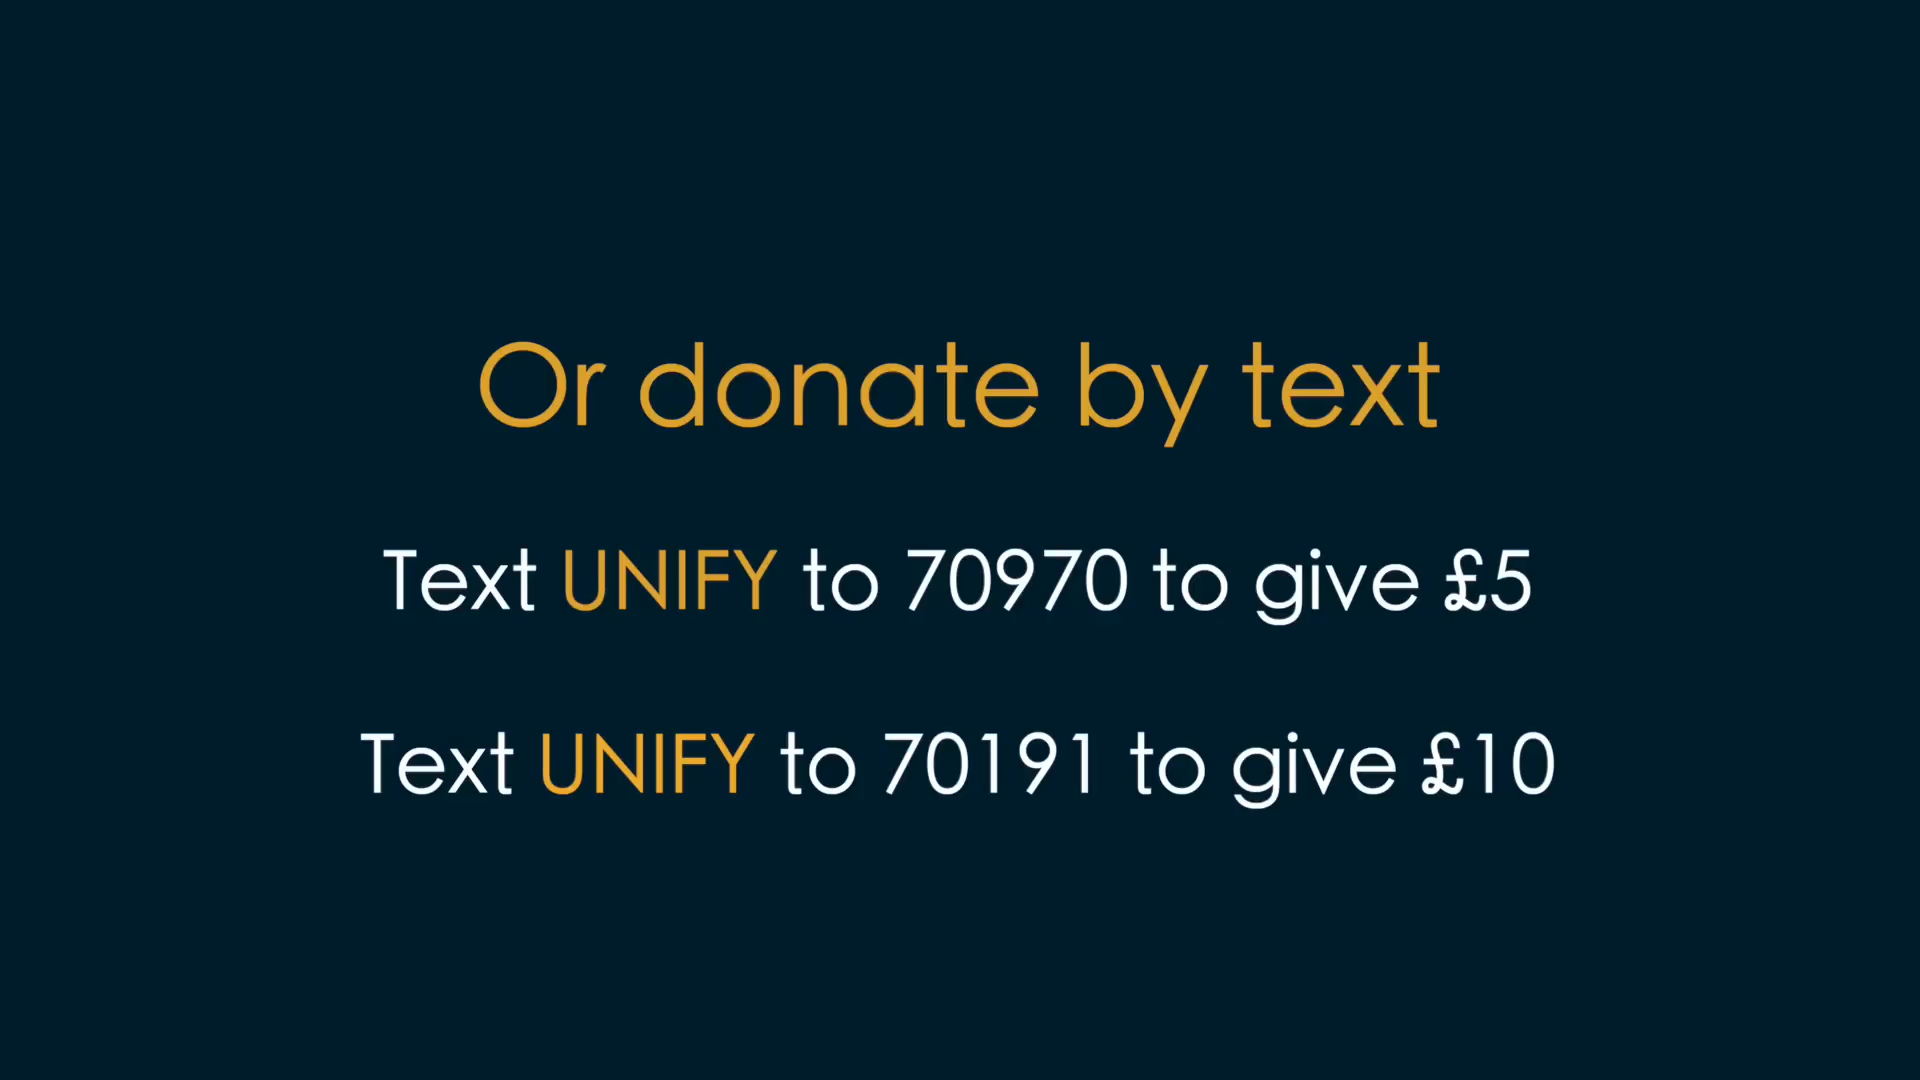 Or donate by text
Text UNIFY to 70970 to give £5
Text UNIFY to 70191 to give £10